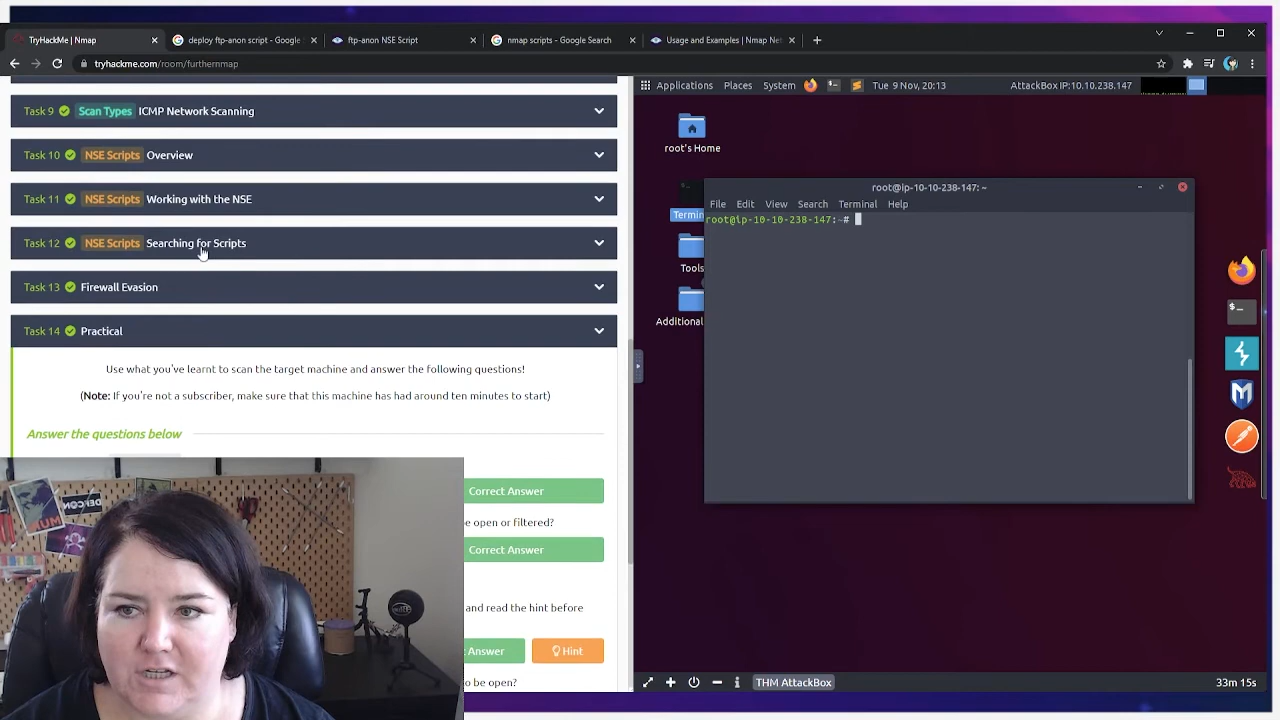 TryHackMe | Nmap
deploy ftp-anon script - Google
ftp-anon NSE Script
nmap scripts - Google Search
Usage and Examples | Nmap Net
tryhackme.com/room/furthernmap
Task 9 Scan Types ICMP Network Scanning
Task 10 NSE Scripts Overview
Task 11 NSE Scripts Working with the NSE
Task 12 NSE Scripts Searching for Scripts
Task 13 Firewall Evasion
Task 14 Practical
Use what you've learnt to scan the target machine and answer the following questions!
(Note: If you're not a subscriber, make sure that this machine has had around ten minutes to start)
Answer the questions below
Correct Answer
e open or filtered?
Correct Answer
and read the hint before
t Answer
Hint
o be open?
DEFCON
Applications Places System Tue 9 Nov, 20:13 AttackBox IP:10.10.238.147
root's Home
Termin
Tools
Additional
root@ip-10-10-238-147: ~
File Edit View Search Terminal Help
root@ip-10-10-238-147:~#
THM AttackBox
33m 15s